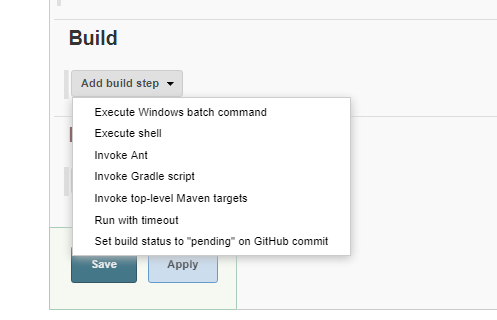 Build
Add build step
Execute Windows batch command
Execute shell
Invoke Ant
Invoke Gradle script
Invoke top-level Maven targets
Run with timeout
Set build status to "pending" on GitHub commit
Save
Apply